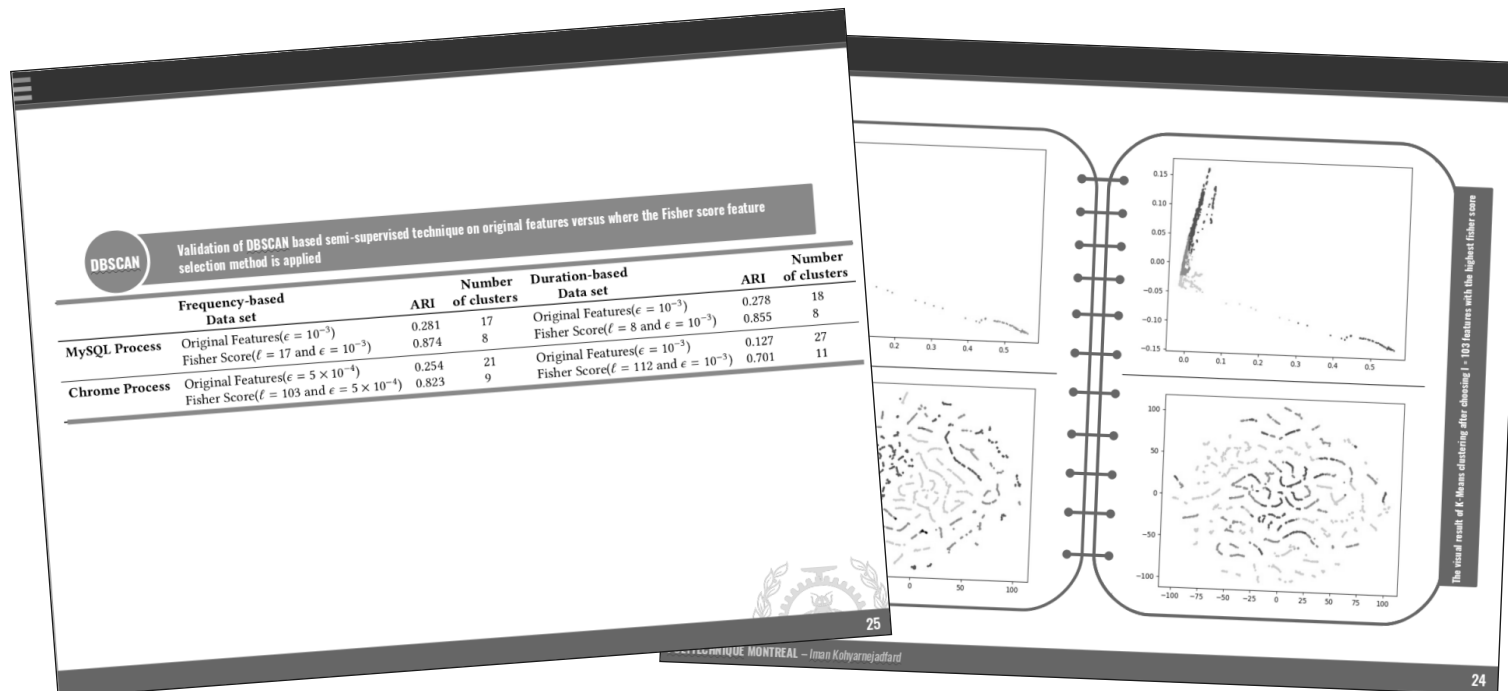 DBSCAN
Validation of DBSCAN based semi-supervised technique on original features versus where the Fisher score feature
selection method is applied
Frequency-based Data set ARI Number of clusters Duration-based Data set ARI Number of clusters
MySQL Process Original Features(ϵ = 10⁻³) 0.281 17 Original Features(ϵ = 10⁻³) 0.278 18
Fisher Score(ℓ = 17 and ϵ = 10⁻³) 0.874 8 Fisher Score(ℓ = 8 and ϵ = 10⁻³) 0.855 8
Chrome Process Original Features(ϵ = 5 × 10⁻⁴) 0.254 21 Original Features(ϵ = 10⁻³) 0.127 27
Fisher Score(ℓ = 103 and ϵ = 5 × 10⁻⁴) 0.823 9 Fisher Score(ℓ = 112 and ϵ = 10⁻³) 0.701 11
25
0.2 0.3 0.4 0.5
0 50 100
0.15
0.10
0.05
0.00
−0.05
−0.10
−0.15
0.0 0.1 0.2 0.3 0.4 0.5
100
50
0
−50
−100
−100 −75 −50 −25 0 25 50 75 100
The visual result of K-Means clustering after choosing l = 103 features with the highest fisher score
MONTREAL – Iman Kohyarnejadfard
24